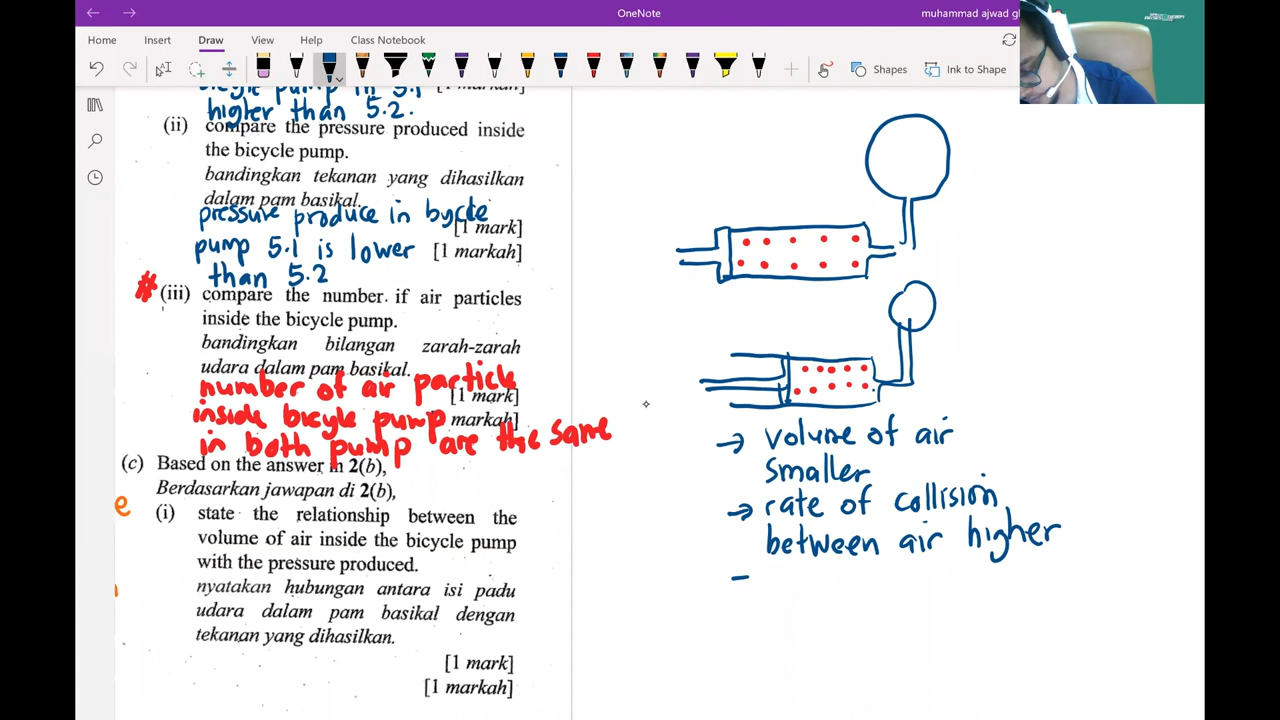 OneNote
muhammad ajwad
Home Insert Draw View Help Class Notebook
Shapes Ink to Shape
bicycle pump in 5.1
higher than 5.2.
[1 markah]
(ii) compare the pressure produced inside
the bicycle pump.
bandingkan tekanan yang dihasilkan
dalam pam basikal.
pressure produce in bycle
[1 mark]
pump 5.1 is lower
[1 markah]
than 5.2
# (iii) compare the number. if air particles
inside the bicycle pump.
bandingkan bilangan zarah-zarah
udara dalam pam basikal.
number of air particle
[1 mark]
inside bicyle pump
markah]
in both pump are the same
(c) Based on the answer in 2(b),
Berdasarkan jawapan di 2(b),
e
(i) state the relationship between the
volume of air inside the bicycle pump
with the pressure produced.
nyatakan hubungan antara isi padu
udara dalam pam basikal dengan
tekanan yang dihasilkan.
[1 mark]
[1 markah]
→ volume of air
smaller
→ rate of collision
between air higher
–